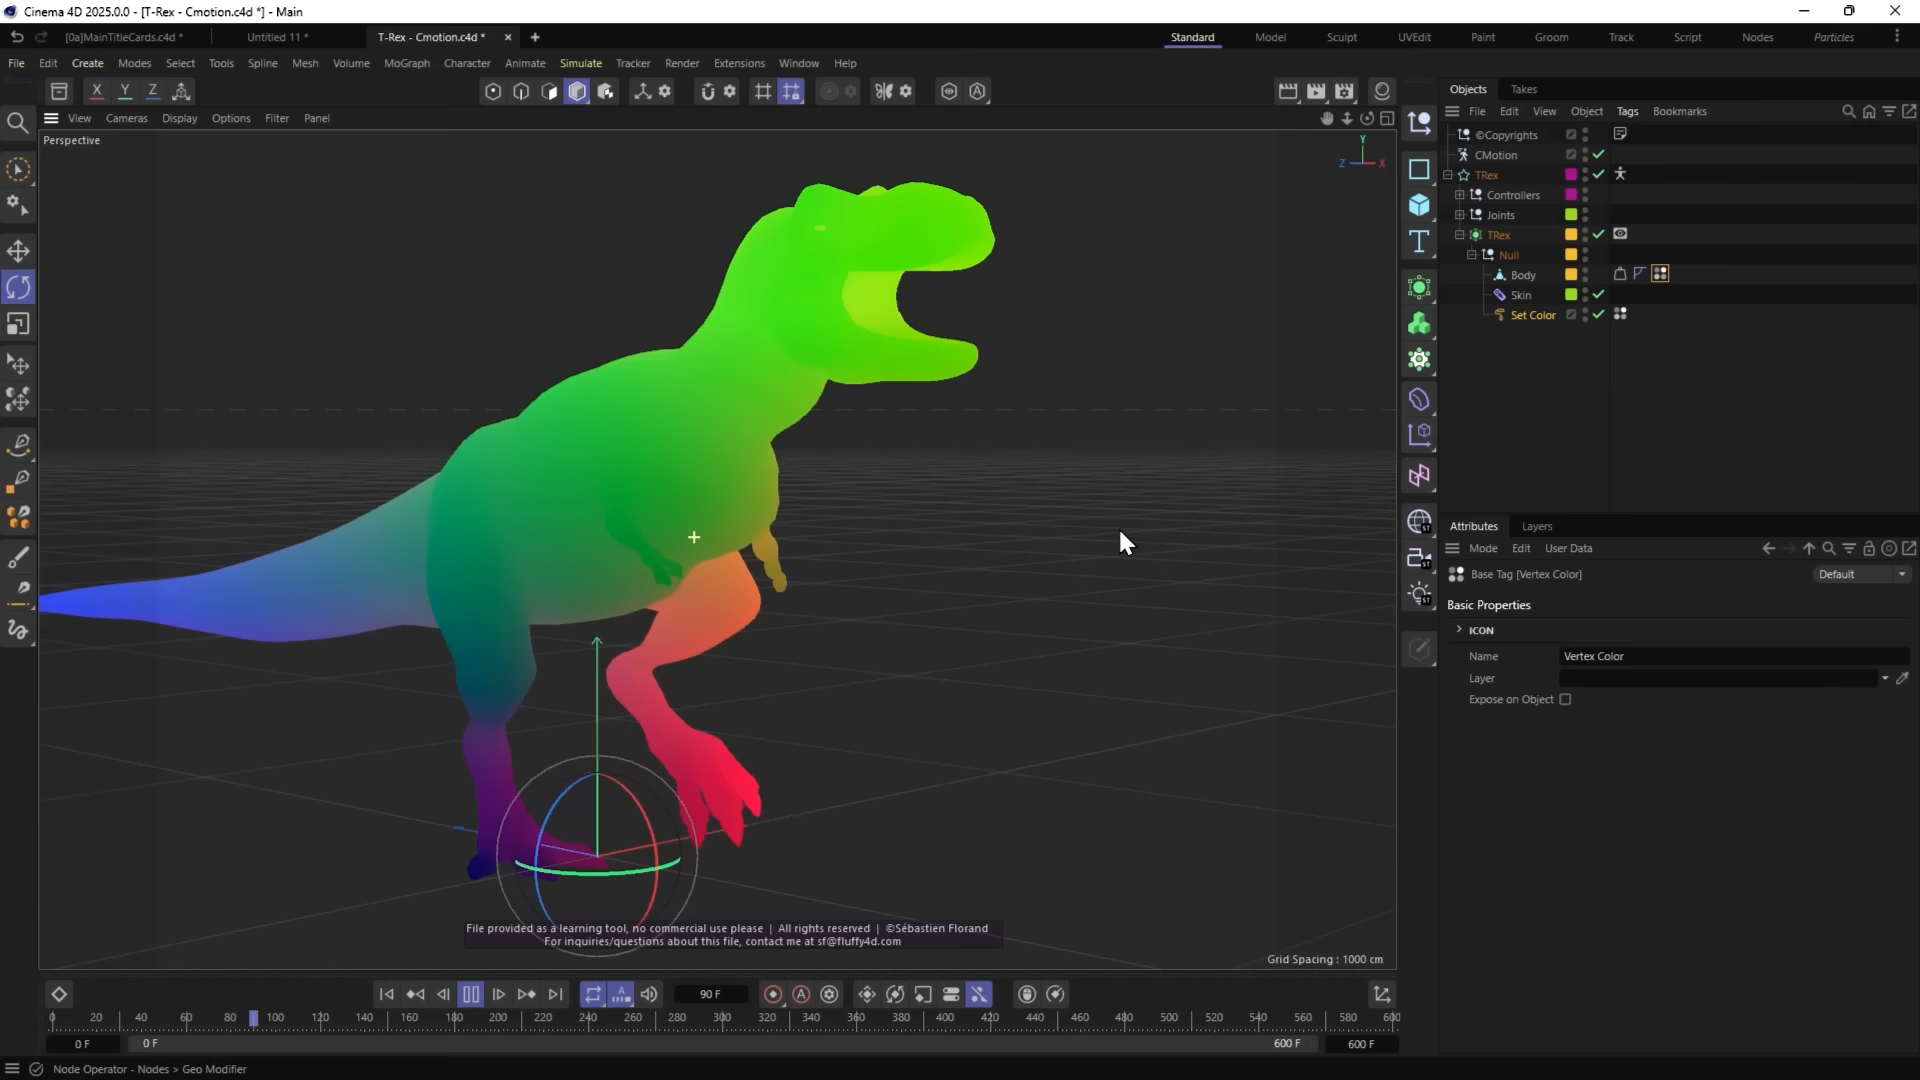 Cinema 4D 2025.0.0 - [T-Rex - Cmotion.c4d *] - Main
[0a]MainTitleCards.c4d *
Untitled 11 *
T-Rex - Cmotion.c4d *
Standard Model Sculpt UVEdit Paint Groom Track Script Nodes Particles
File Edit Create Modes Select Tools Spline Mesh Volume MoGraph Character Animate Simulate Tracker Render Extensions Window Help
X Y Z
Objects Takes
View Cameras Display Options Filter Panel
File Edit View Object Tags Bookmarks
Perspective
Y
Z X
©Copyrights
CMotion
TRex
Controllers
Joints
TRex
Null
Body
Skin
Set Color
Attributes Layers
Mode Edit User Data
Base Tag [Vertex Color]
Default
Basic Properties
ICON
Name Vertex Color
Layer
Expose on Object
File provided as a learning tool, no commercial use please | All rights reserved | ©Sébastien Florand
For inquiries/questions about this file, contact me at sf@fluffy4d.com
Grid Spacing : 1000 cm
90 F
0 20 40 60 80 100 120 140 160 180 200 220 240 260 280 300 320 340 360 380 400 420 440 460 480 500 520 540 560 580 600
0 F 0 F 600 F 600 F
Node Operator - Nodes > Geo Modifier